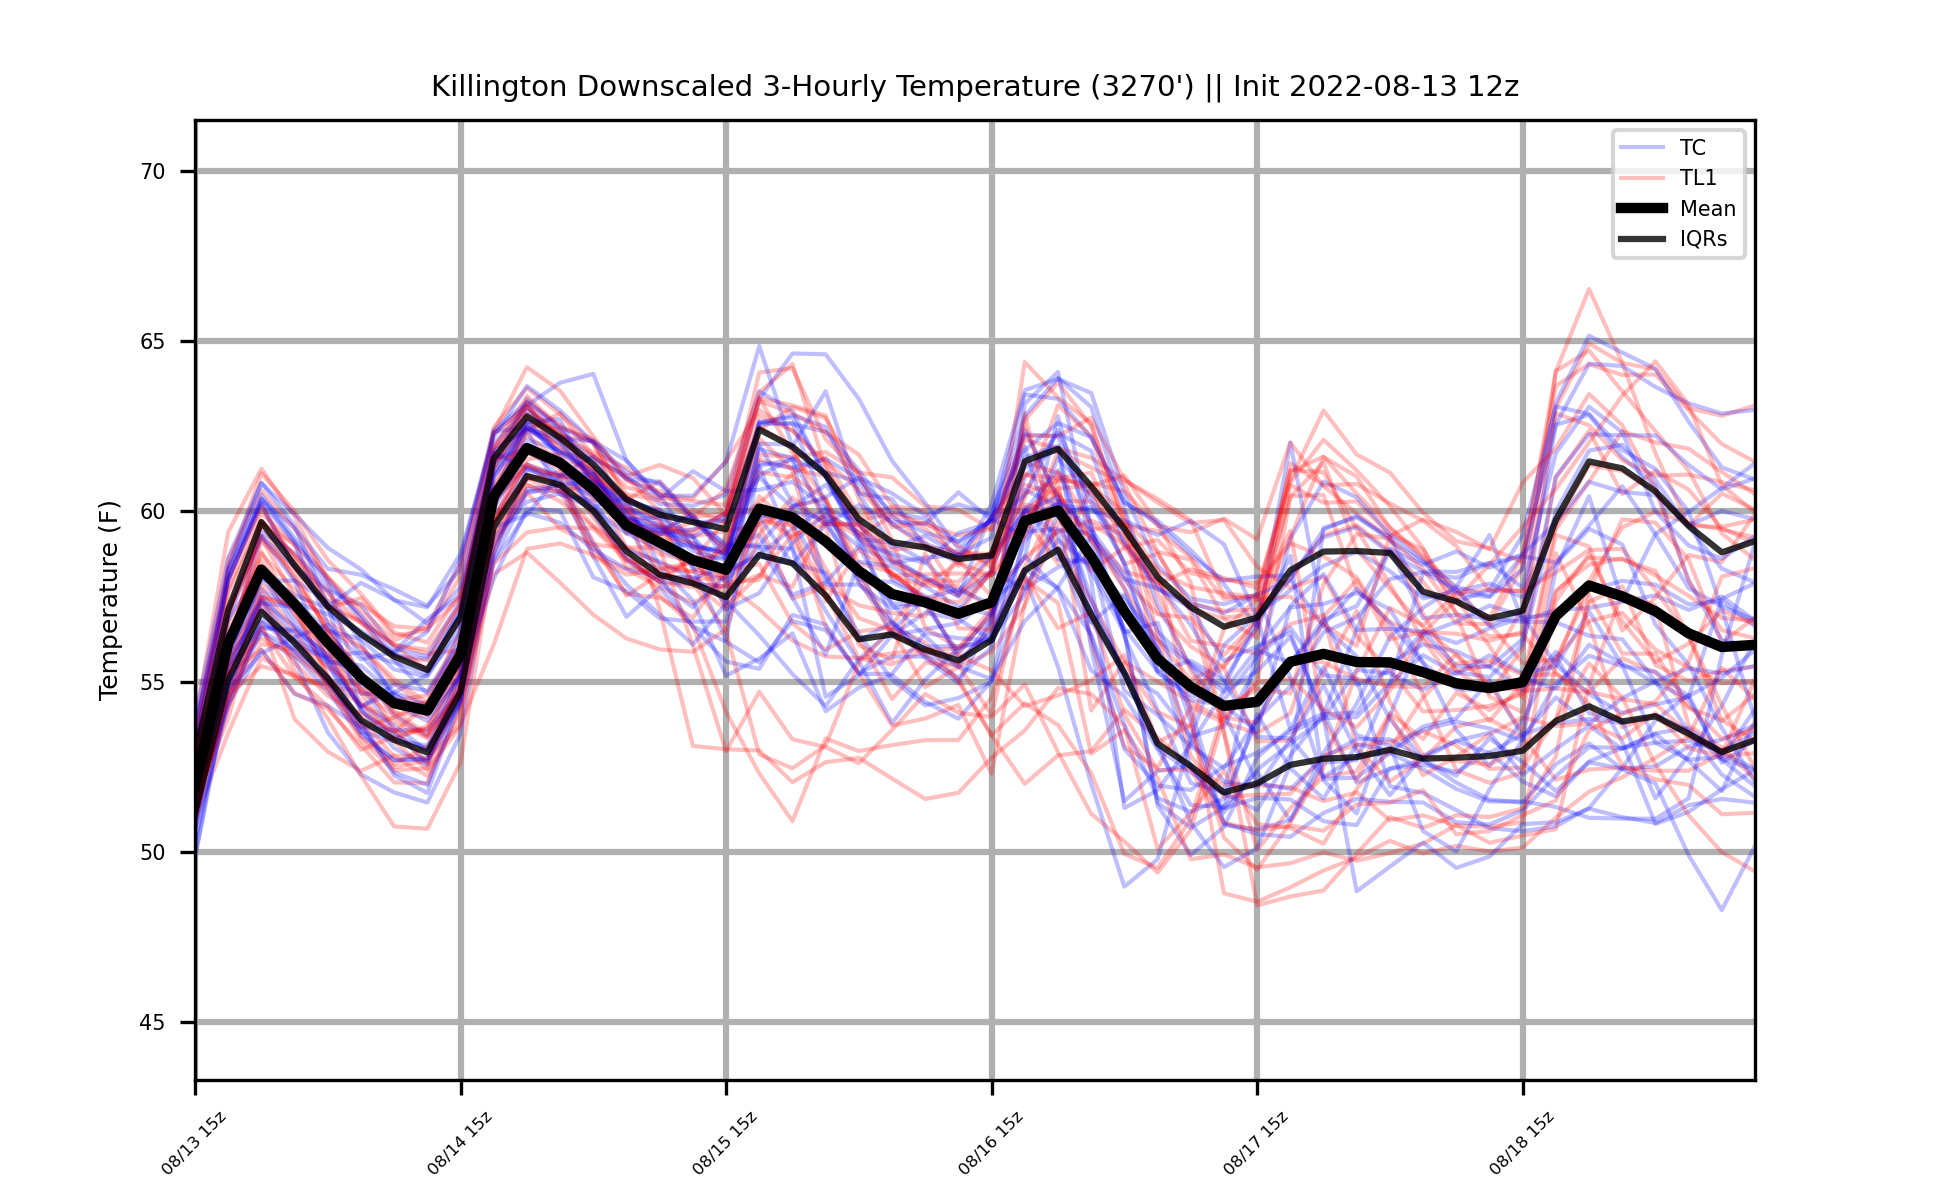 Killington Downscaled 3-Hourly Temperature (3270') || Init 2022-08-13 12z
TC
TL1
Mean
IQRs
Temperature (F)
70
65
60
55
50
45
08/13 15z
08/14 15z
08/15 15z
08/16 15z
08/17 15z
08/18 15z